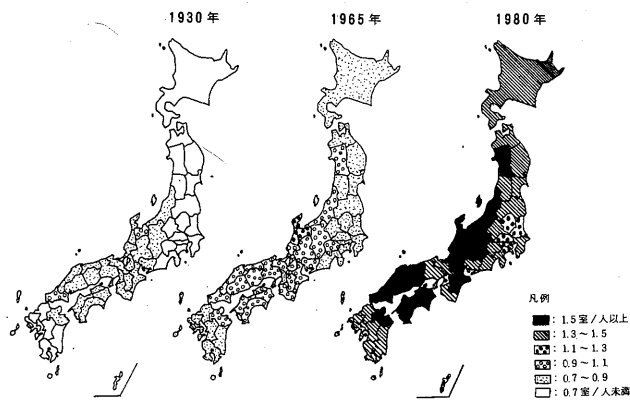 1930年
1965年
1980年
凡例
: 1.5室/人以上
: 1.3～1.5
: 1.1～1.3
: 0.9～1.1
: 0.7～0.9
: 0.7室/人未満